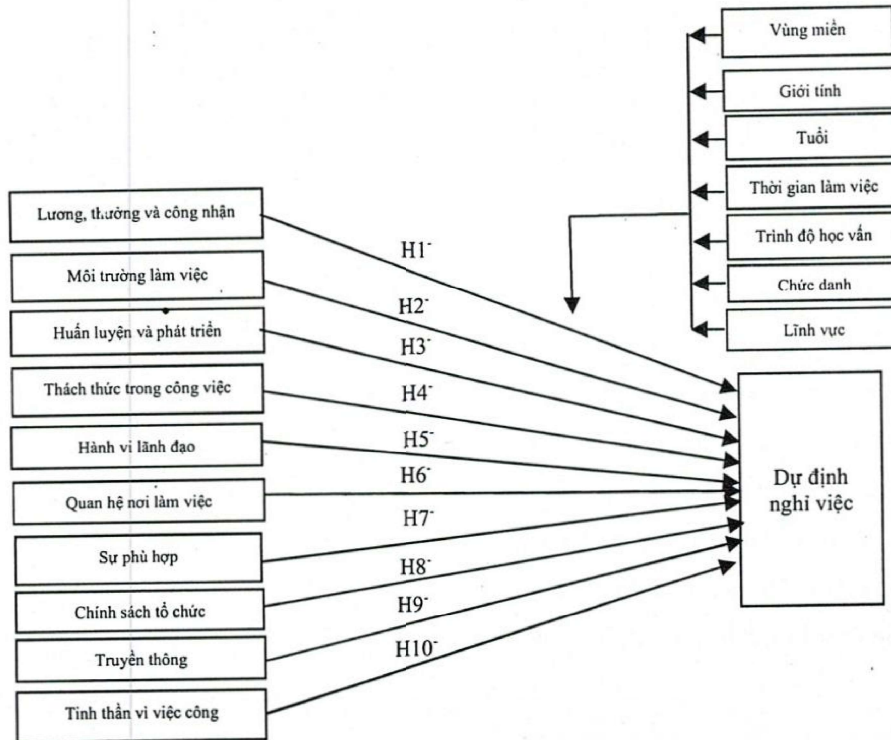 Vùng miền
Giới tính
Tuổi
Thời gian làm việc
Trình độ học vấn
Chức danh
Lĩnh vực
Lương, thưởng và công nhận
Môi trường làm việc
Huấn luyện và phát triển
Thách thức trong công việc
Hành vi lãnh đạo
Quan hệ nơi làm việc
Sự phù hợp
Chính sách tổ chức
Truyền thông
Tinh thần vì việc công
H1⁻
H2⁻
H3⁻
H4⁻
H5⁻
H6⁻
H7⁻
H8⁻
H9⁻
H10⁻
Dự định
nghỉ việc